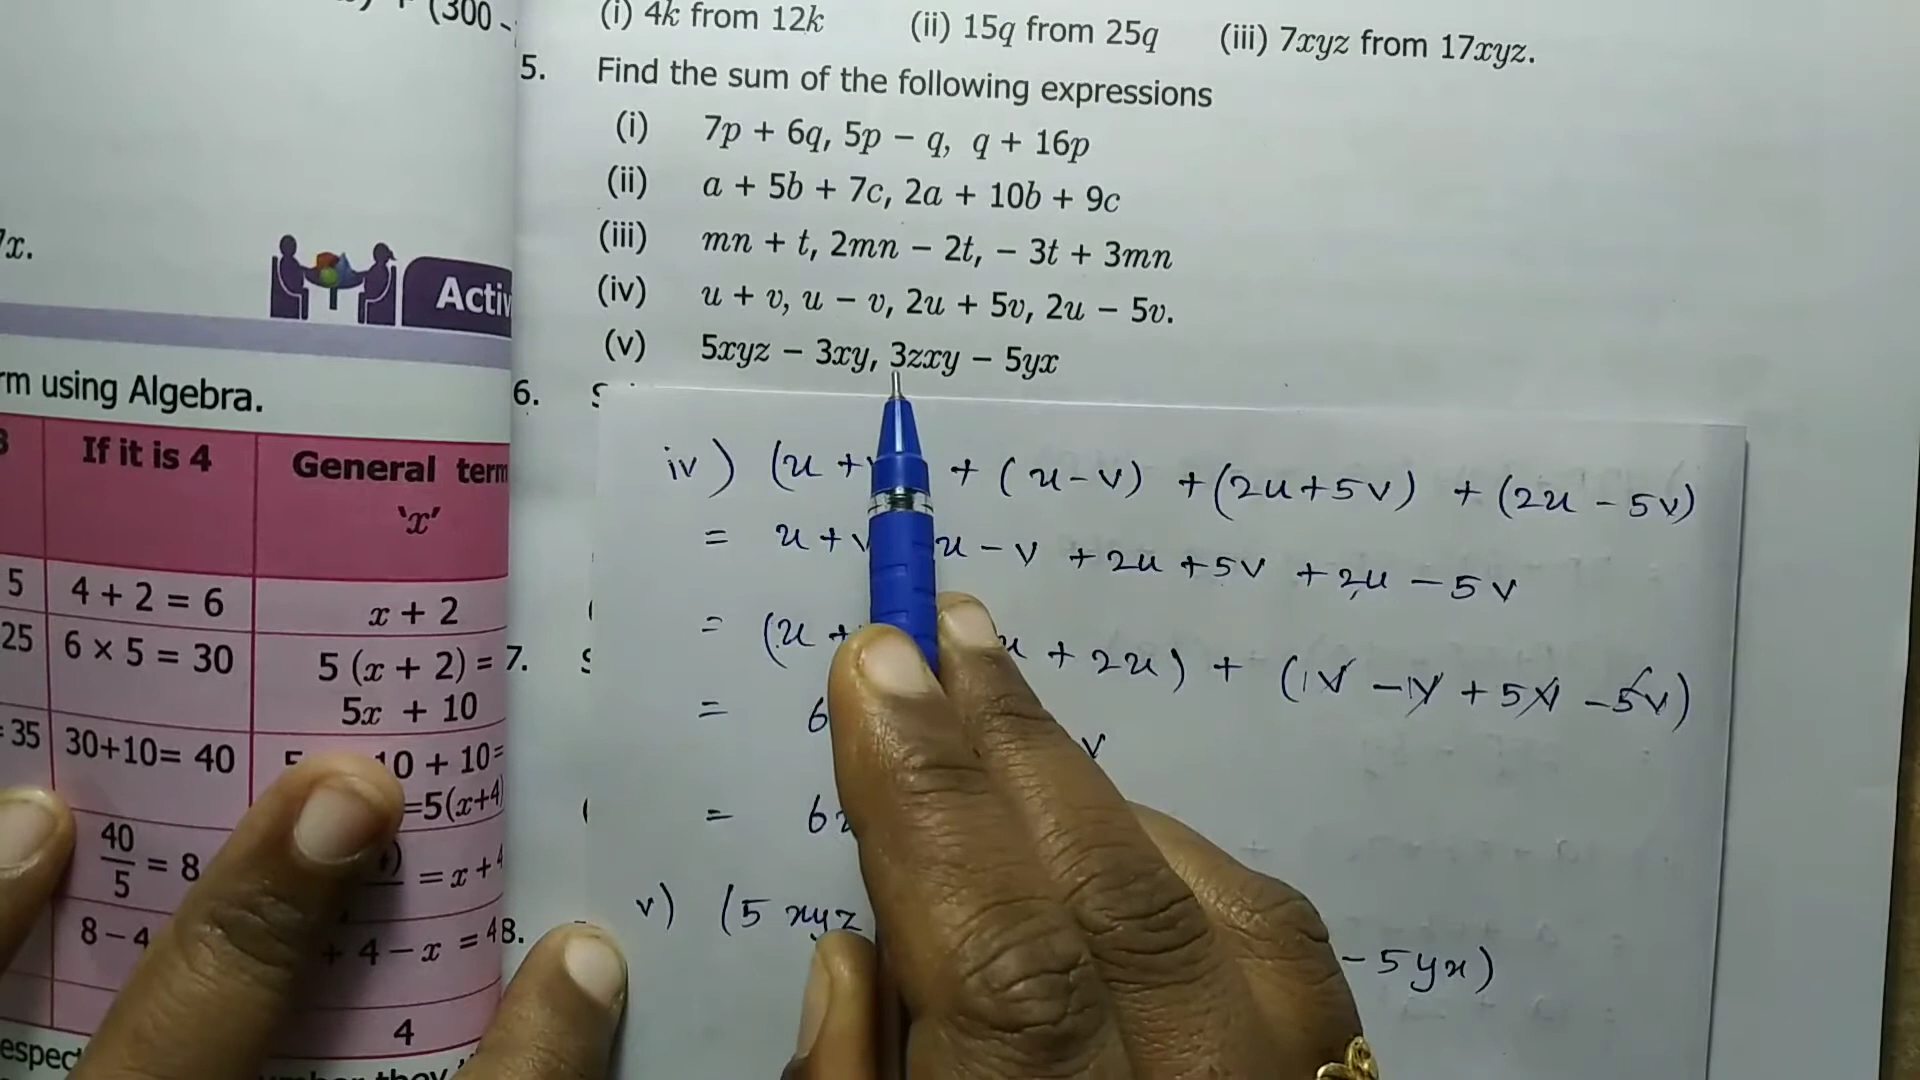 (300 -
(i) 4k from 12k (ii) 15q from 25q (iii) 7xyz from 17xyz.
5. Find the sum of the following expressions
(i) 7p + 6q, 5p − q, q + 16p
(ii) a + 5b + 7c, 2a + 10b + 9c
(iii) mn + t, 2mn − 2t, − 3t + 3mn
(iv) u + v, u − v, 2u + 5v, 2u − 5v.
(v) 5xyz − 3xy, 3zxy − 5yx
6.
7.
8.
x.
Activ
rm using Algebra.
If it is 4 General term
'x'
5 4 + 2 = 6 x + 2
25 6 × 5 = 30 5 (x + 2) =
5x + 10
35 30+10= 40 10 + 10=
=5(x+4)
40/5 = 8 = x + 4
8 − 4 + 4 − x = 4
4
iv) (u + + (u - v) + (2u + 5v) + (2u - 5v)
= u + v u - v + 2u + 5v + 2u - 5v
= (u + u + 2u) + (1v - 1v + 5v - 5v)
= 6 v
= 6
v) (5 xyz - 5yx)